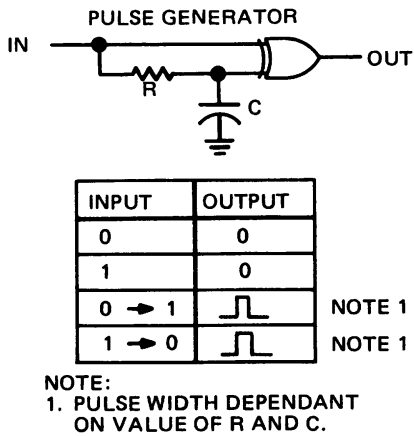 PULSE GENERATOR
IN
OUT
R
C
INPUT OUTPUT
0 0
1 0
0 → 1 NOTE 1
1 → 0 NOTE 1
NOTE:
1. PULSE WIDTH DEPENDANT
ON VALUE OF R AND C.